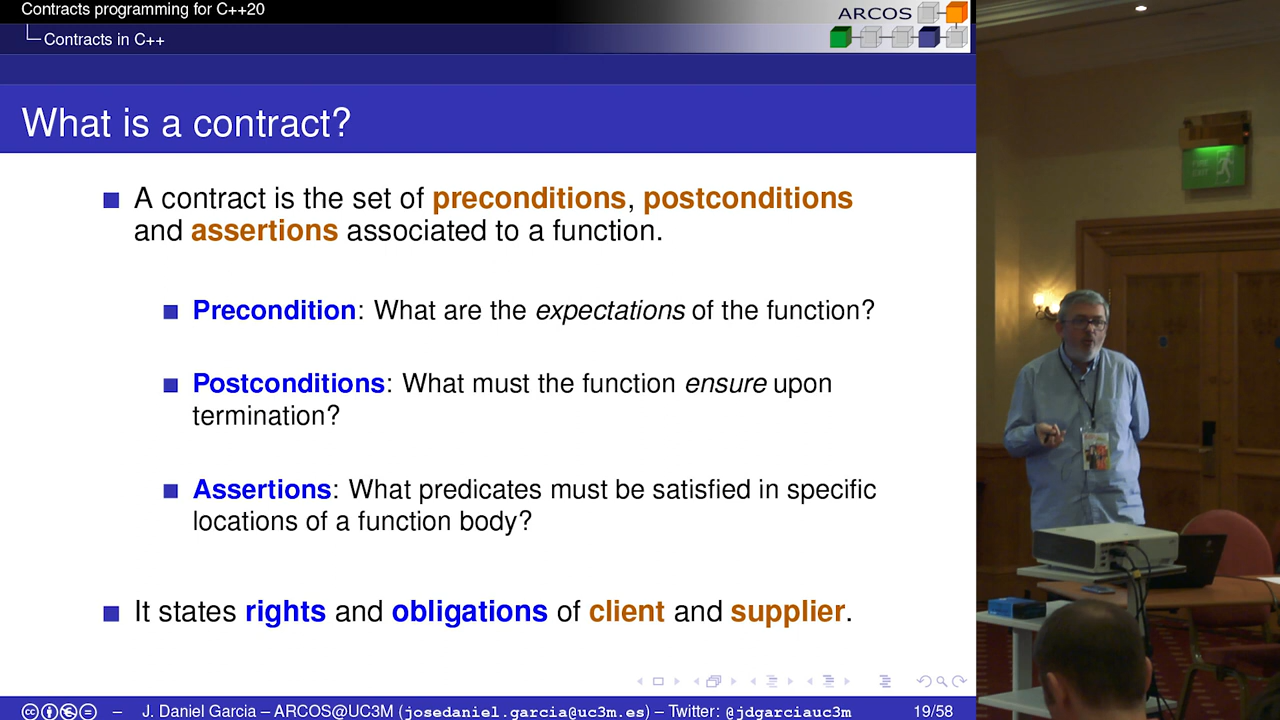 Contracts programming for C++20
Contracts in C++
ARCOS
What is a contract?
A contract is the set of preconditions, postconditions
and assertions associated to a function.
Precondition: What are the expectations of the function?
Postconditions: What must the function ensure upon
termination?
Assertions: What predicates must be satisfied in specific
locations of a function body?
It states rights and obligations of client and supplier.
cc – J. Daniel Garcia – ARCOS@UC3M (josedaniel.garcia@uc3m.es) – Twitter: @jdgarciauc3m 19/58